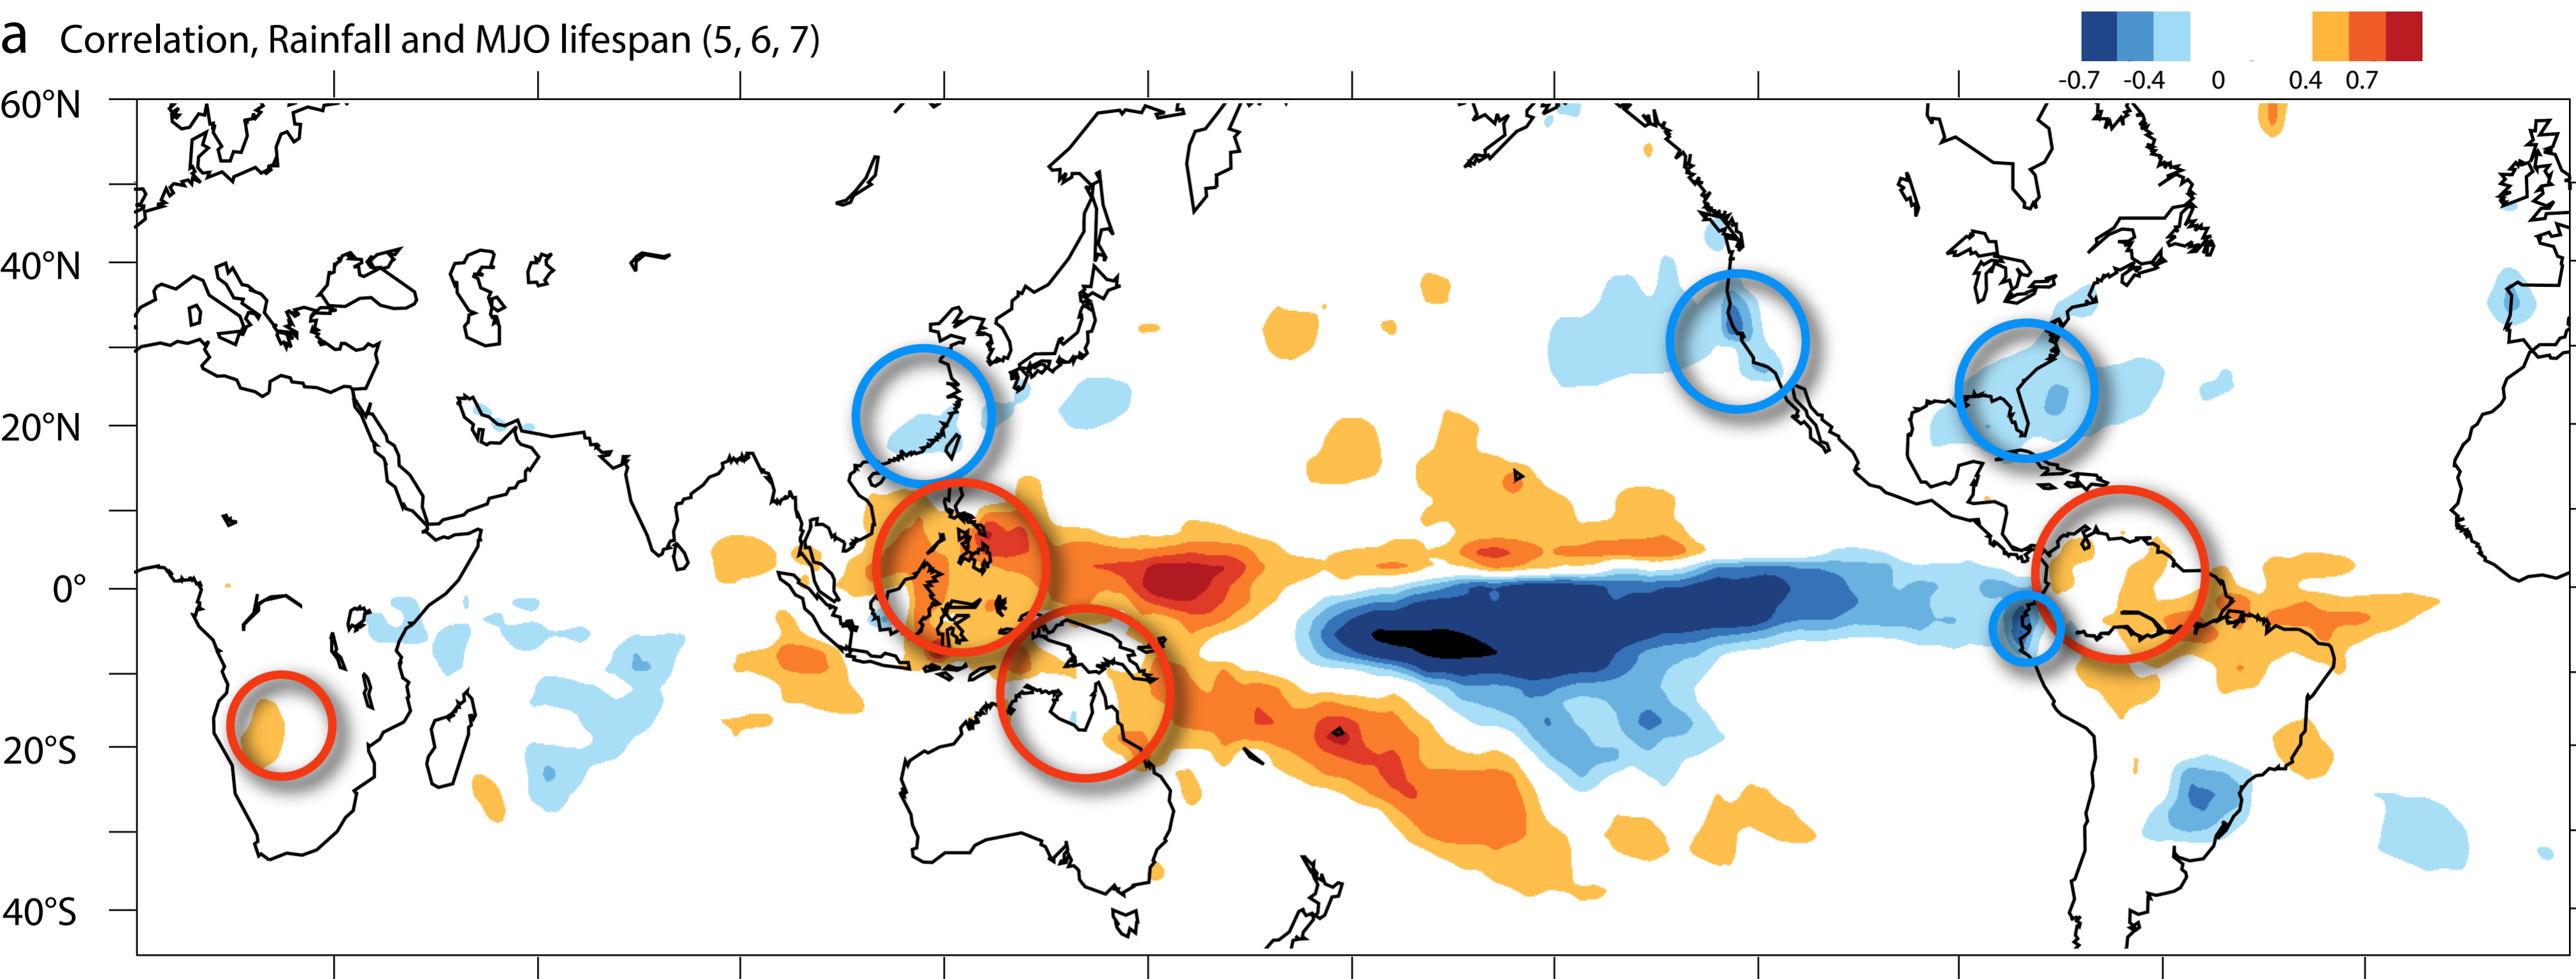 a Correlation, Rainfall and MJO lifespan (5, 6, 7)
-0.7 -0.4 0 0.4 0.7
60°N
40°N
20°N
0°
20°S
40°S